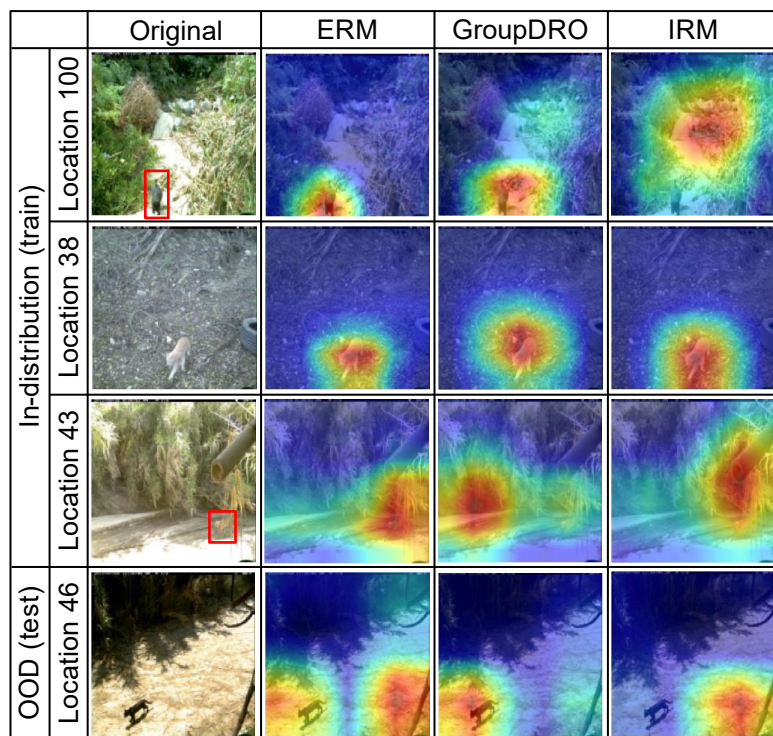 Original ERM GroupDRO IRM
In-distribution (train)
Location 100
Location 38
Location 43
OOD (test)
Location 46